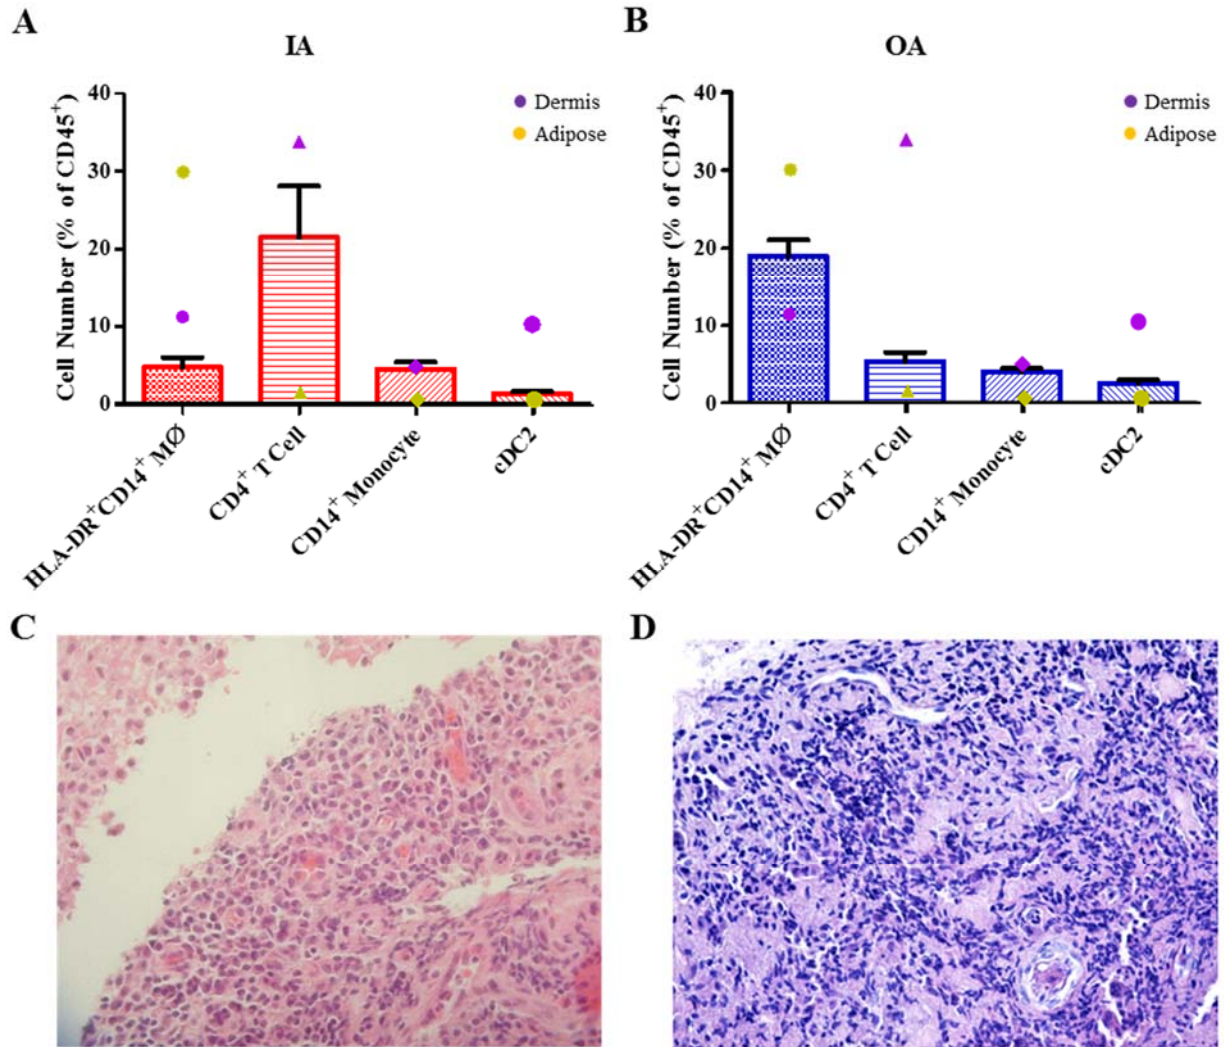 A
IA
Cell Number (% of CD45⁺)
40
30
20
10
0
Dermis
Adipose
HLA-DR⁺CD14⁺ MØ
CD4⁺ T Cell
CD14⁺ Monocyte
cDC2
B
OA
Cell Number (% of CD45⁺)
40
30
20
10
0
Dermis
Adipose
HLA-DR⁺CD14⁺ MØ
CD4⁺ T Cell
CD14⁺ Monocyte
cDC2
C
D